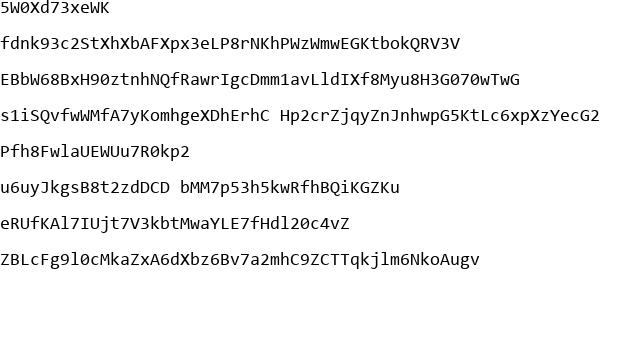 5W0Xd73xeWK
fdnk93c2StXhXbAFXpx3eLP8rNKhPWzWmwEGKtbokQRV3V
EBbW68BxH90ztnhNQfRawrIgcDmm1avLldIXf8Myu8H3G070wTwG
s1iSQvfwWMfA7yKomhgeXDhErhC Hp2crZjqyZnJnhwpG5KtLc6xpXzYecG2
Pfh8FwlaUEWUu7R0kp2
u6uyJkgsB8t2zdDCD bMM7p53h5kwRfhBQiKGZKu
eRUfKAl7IUjt7V3kbtMwaYLE7fHdl20c4vZ
ZBLcFg9l0cMkaZxA6dXbz6Bv7a2mhC9ZCTTqkjlm6NkoAugv